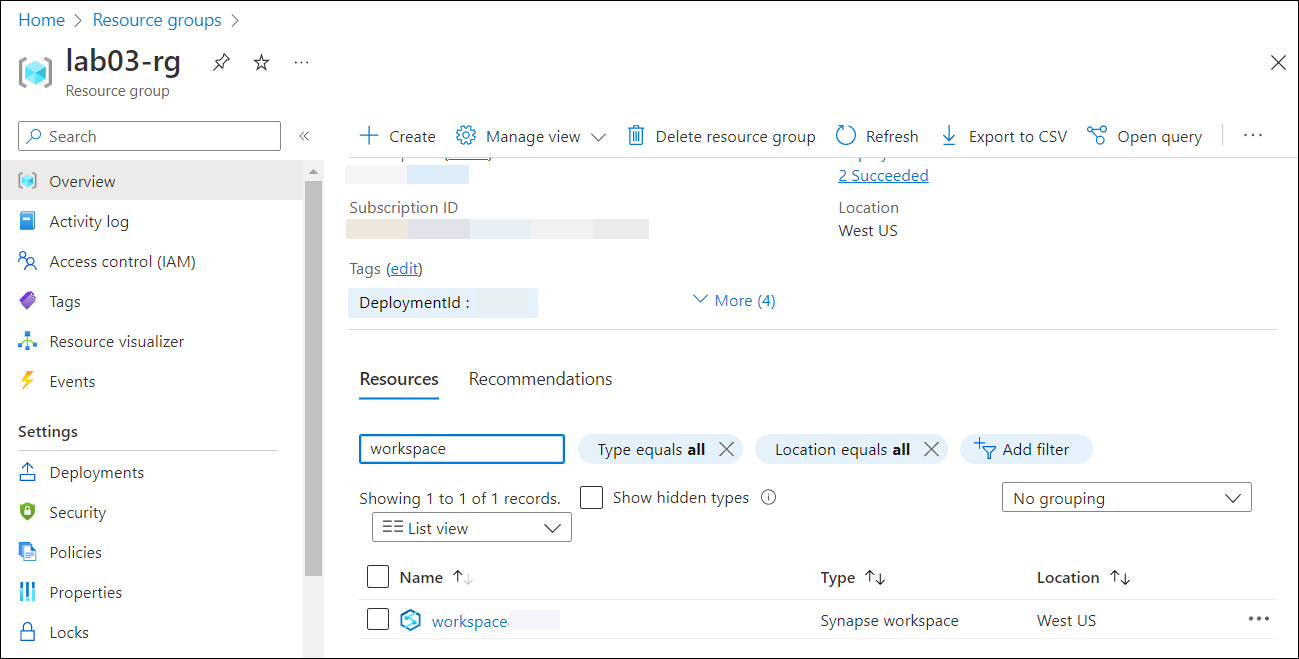 Home > Resource groups >
lab03-rg ...
Resource group
Search «
Create Manage view Delete resource group Refresh Export to CSV Open query ...
Overview
Activity log
Access control (IAM)
Tags
Resource visualizer
Events
Settings
Deployments
Security
Policies
Properties
Locks
2 Succeeded
Subscription ID
Location
West US
Tags (edit)
DeploymentId :
More (4)
Resources Recommendations
workspace Type equals all Location equals all Add filter
Showing 1 to 1 of 1 records. Show hidden types No grouping
List view
Name Type Location
workspace Synapse workspace West US ...